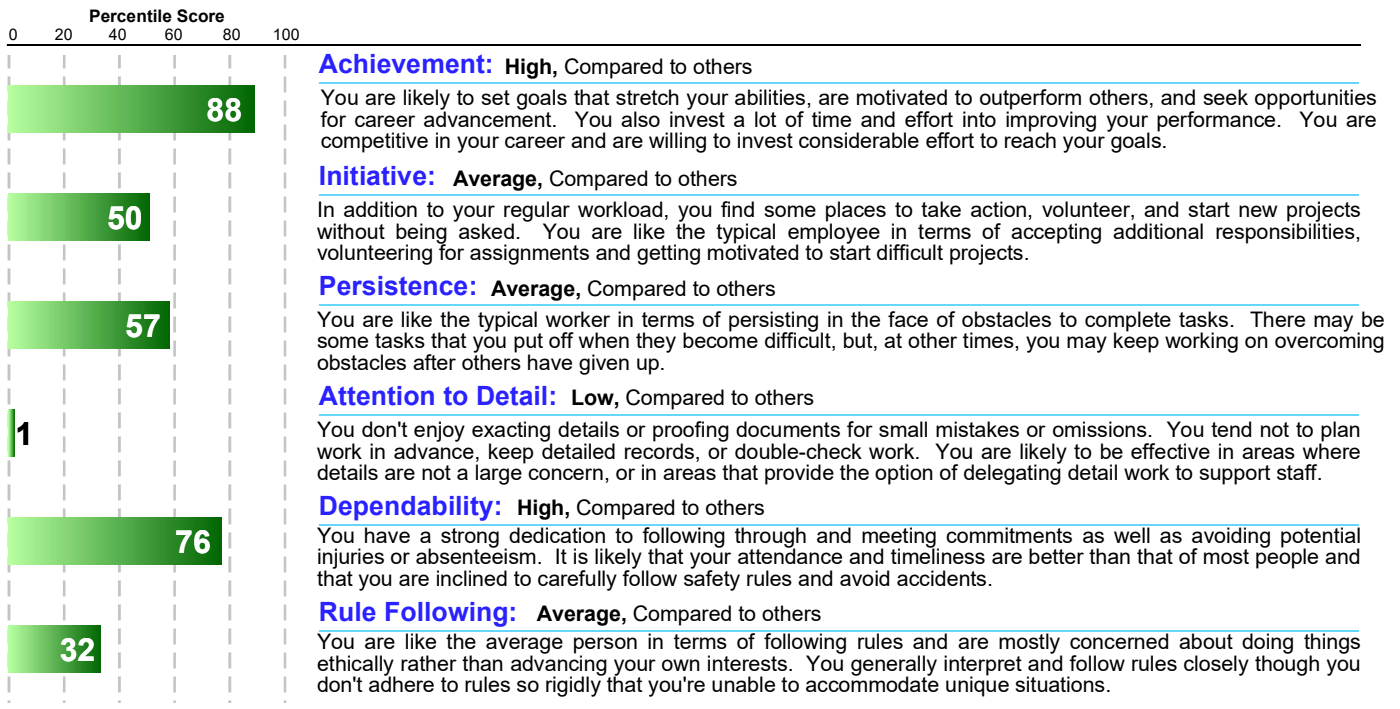 Percentile Score
0 20 40 60 80 100
Achievement: High, Compared to others
88
You are likely to set goals that stretch your abilities, are motivated to outperform others, and seek opportunities
for career advancement. You also invest a lot of time and effort into improving your performance. You are
competitive in your career and are willing to invest considerable effort to reach your goals.
Initiative: Average, Compared to others
50
In addition to your regular workload, you find some places to take action, volunteer, and start new projects
without being asked. You are like the typical employee in terms of accepting additional responsibilities,
volunteering for assignments and getting motivated to start difficult projects.
Persistence: Average, Compared to others
57
You are like the typical worker in terms of persisting in the face of obstacles to complete tasks. There may be
some tasks that you put off when they become difficult, but, at other times, you may keep working on overcoming
obstacles after others have given up.
Attention to Detail: Low, Compared to others
1
You don't enjoy exacting details or proofing documents for small mistakes or omissions. You tend not to plan
work in advance, keep detailed records, or double-check work. You are likely to be effective in areas where
details are not a large concern, or in areas that provide the option of delegating detail work to support staff.
Dependability: High, Compared to others
76
You have a strong dedication to following through and meeting commitments as well as avoiding potential
injuries or absenteeism. It is likely that your attendance and timeliness are better than that of most people and
that you are inclined to carefully follow safety rules and avoid accidents.
Rule Following: Average, Compared to others
32
You are like the average person in terms of following rules and are mostly concerned about doing things
ethically rather than advancing your own interests. You generally interpret and follow rules closely though you
don't adhere to rules so rigidly that you're unable to accommodate unique situations.